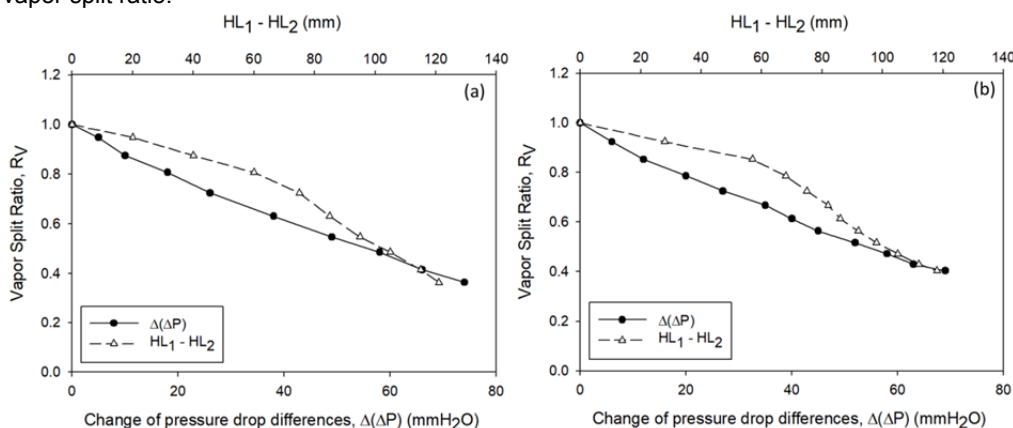 vapor split ratio.
HL1 - HL2 (mm)
0 20 40 60 80 100 120 140
1.2
1.0
0.8
0.6
0.4
0.2
0.0
Vapor Split Ratio, RV
(a)
Δ(ΔP)
HL1 - HL2
0 20 40 60 80
Change of pressure drop differences, Δ(ΔP) (mmH2O)
HL1 - HL2 (mm)
0 20 40 60 80 100 120 140
1.2
1.0
0.8
0.6
0.4
0.2
0.0
Vapor Split Ratio, RV
(b)
Δ(ΔP)
HL1 - HL2
0 20 40 60 80
Change of pressure drop differences, Δ(ΔP) (mmH2O)